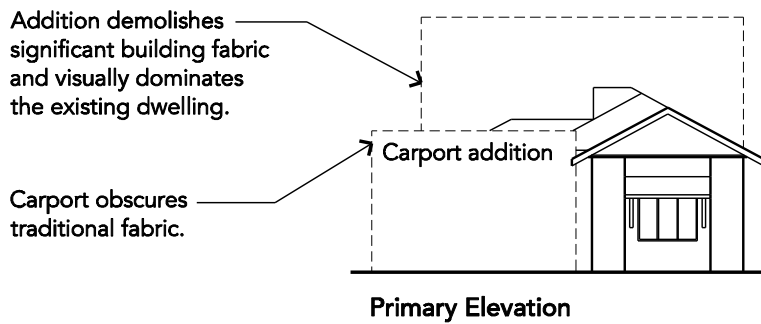 Addition demolishes
significant building fabric
and visually dominates
the existing dwelling.
Carport addition
Carport obscures
traditional fabric.
Primary Elevation